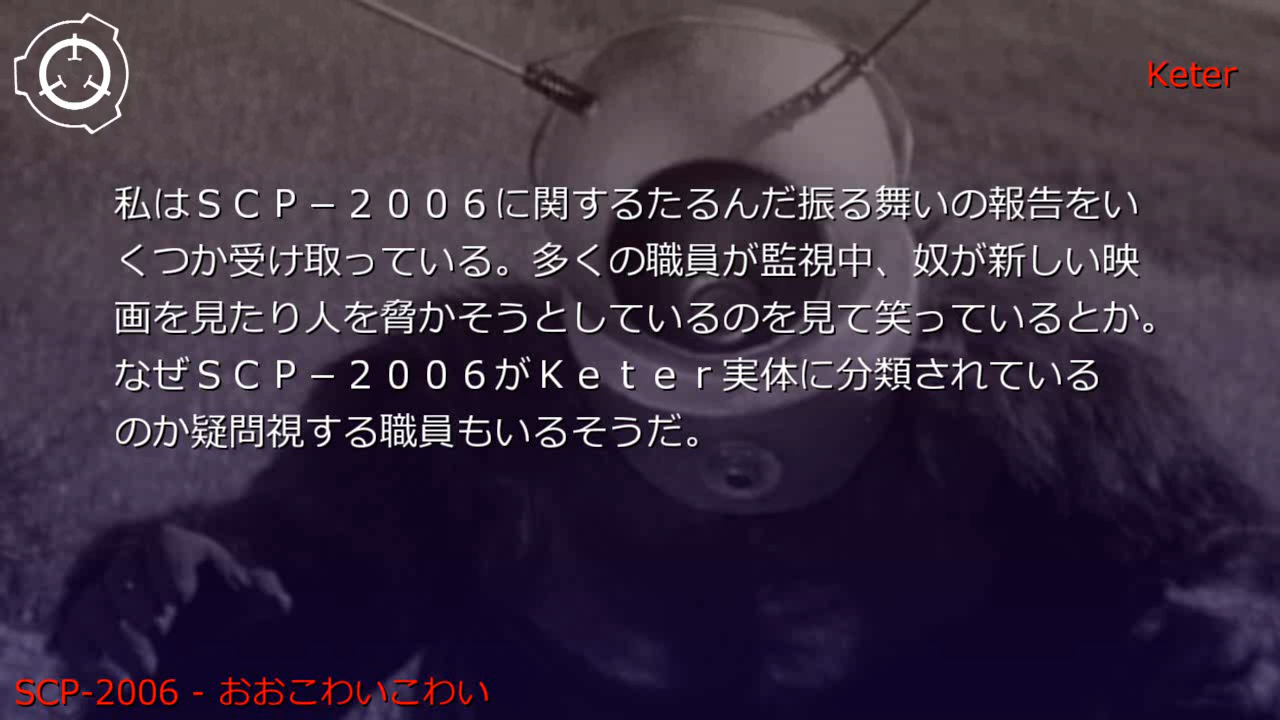 Keter
私はＳＣＰ－２００６に関するたるんだ振る舞いの報告をい
くつか受け取っている。多くの職員が監視中、奴が新しい映
画を見たり人を脅かそうとしているのを見て笑っているとか。
なぜＳＣＰ－２００６がＫｅｔｅｒ実体に分類されている
のか疑問視する職員もいるそうだ。
SCP-2006 - おおこわいこわい